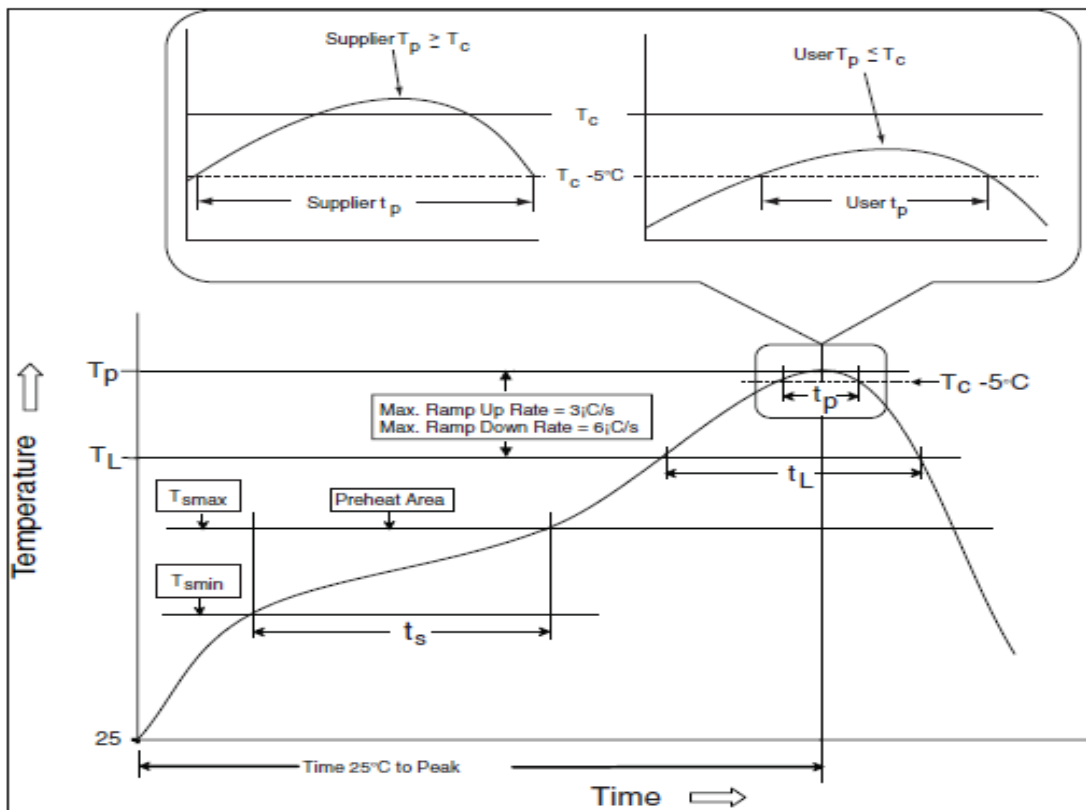 Supplier Tp ≥ Tc
User Tp ≤ Tc
Tc
Tc -5°C
Supplier tp
User tp
Tp
Tc -5°C
tp
Max. Ramp Up Rate = 3¡C/s
Max. Ramp Down Rate = 6¡C/s
TL
tL
Tsmax
Preheat Area
Tsmin
ts
Temperature
25
Time 25°C to Peak
Time